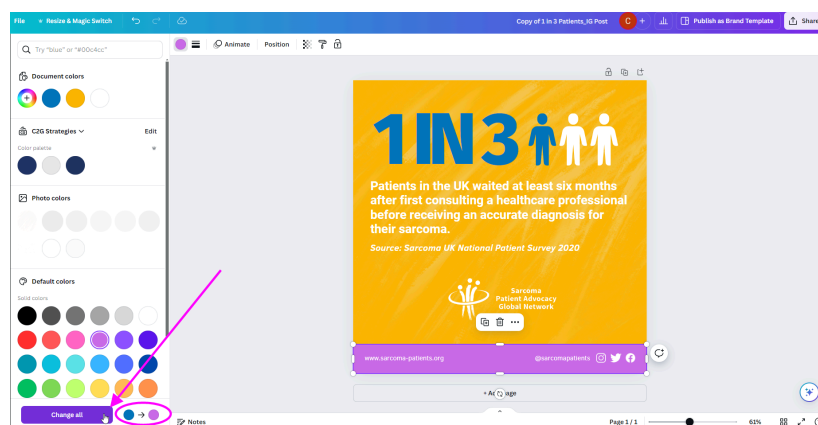 File
Resize & Magic Switch
Copy of 1 in 3 Patients_IG Post
C
Publish as Brand Template
Share
Try "blue" or "#00c4cc"
Animate
Position
Document colors
C2G Strategies
Edit
Color palette
Photo colors
Default colors
Solid colors
Change all
1 IN 3
Patients in the UK waited at least six months
after first consulting a healthcare professional
before receiving an accurate diagnosis for
their sarcoma.
Source: Sarcoma UK National Patient Survey 2020
Sarcoma
Patient Advocacy
Global Network
www.sarcoma-patients.org
@sarcomapatients
+ Ad age
Notes
Page 1 / 1
61%